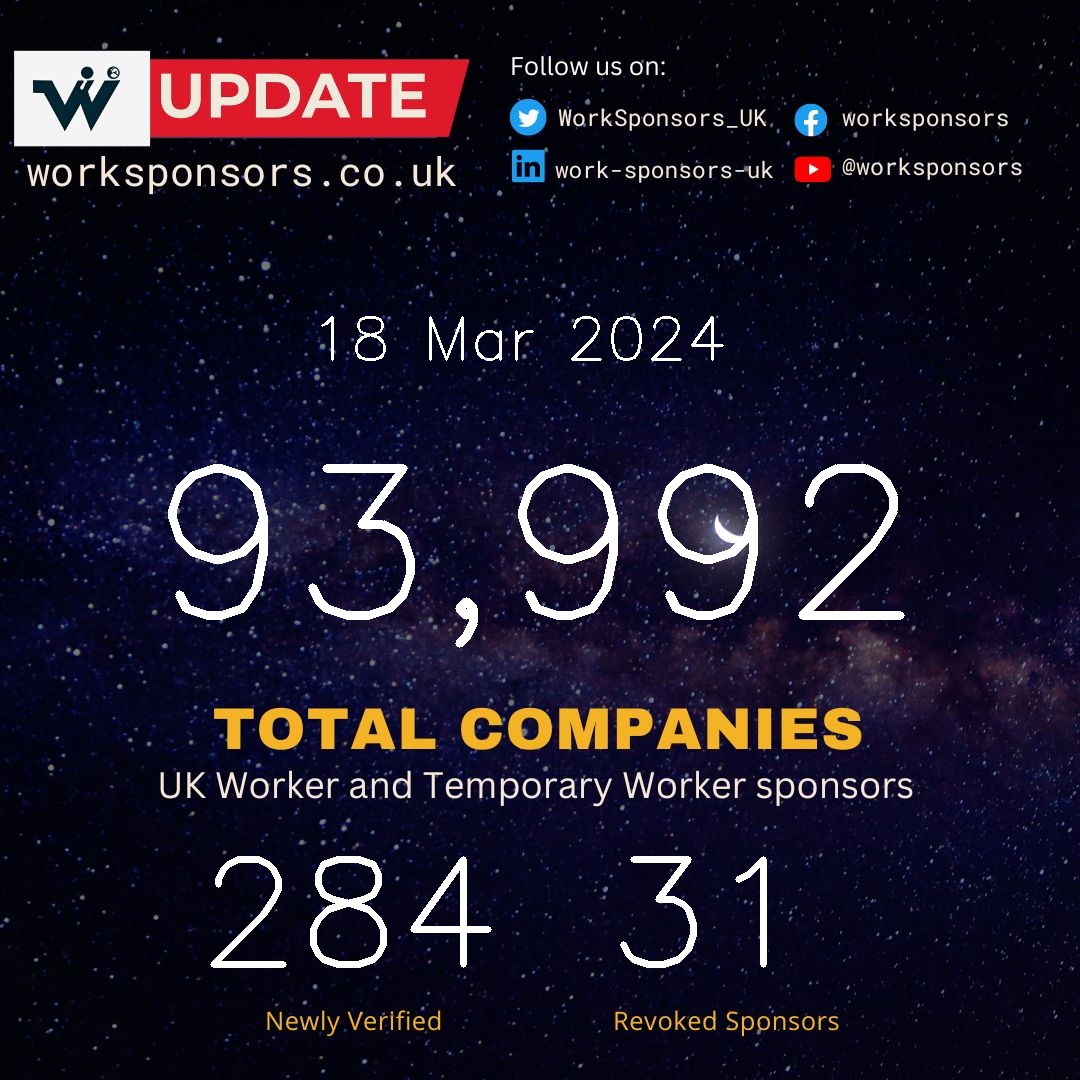 UPDATE
worksponsors.co.uk
Follow us on:
WorkSponsors_UK
worksponsors
work-sponsors-uk
@worksponsors
18 Mar 2024
93,992
TOTAL COMPANIES
UK Worker and Temporary Worker sponsors
284 31
Newly Verified Revoked Sponsors